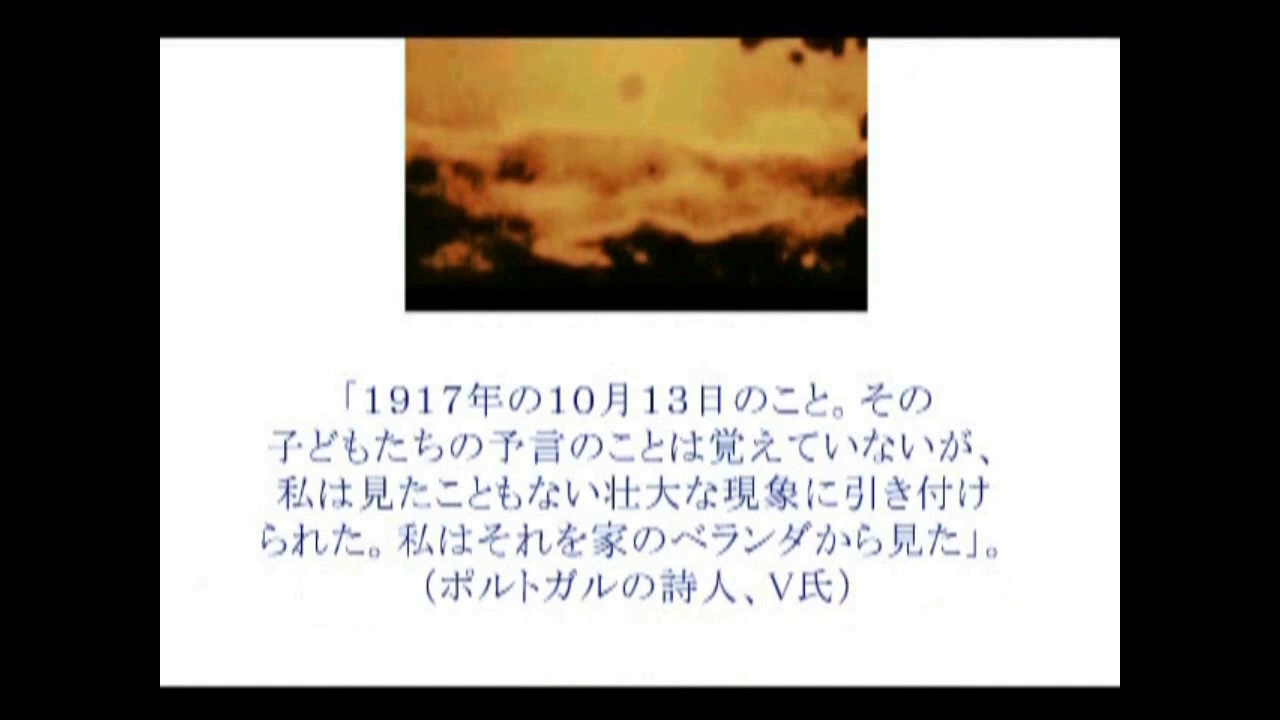 「１９１７年の１０月１３日のこと。その
子どもたちの予言のことは覚えていないが、
私は見たこともない壮大な現象に引き付け
られた。私はそれを家のベランダから見た」。
（ポルトガルの詩人、Ｖ氏）